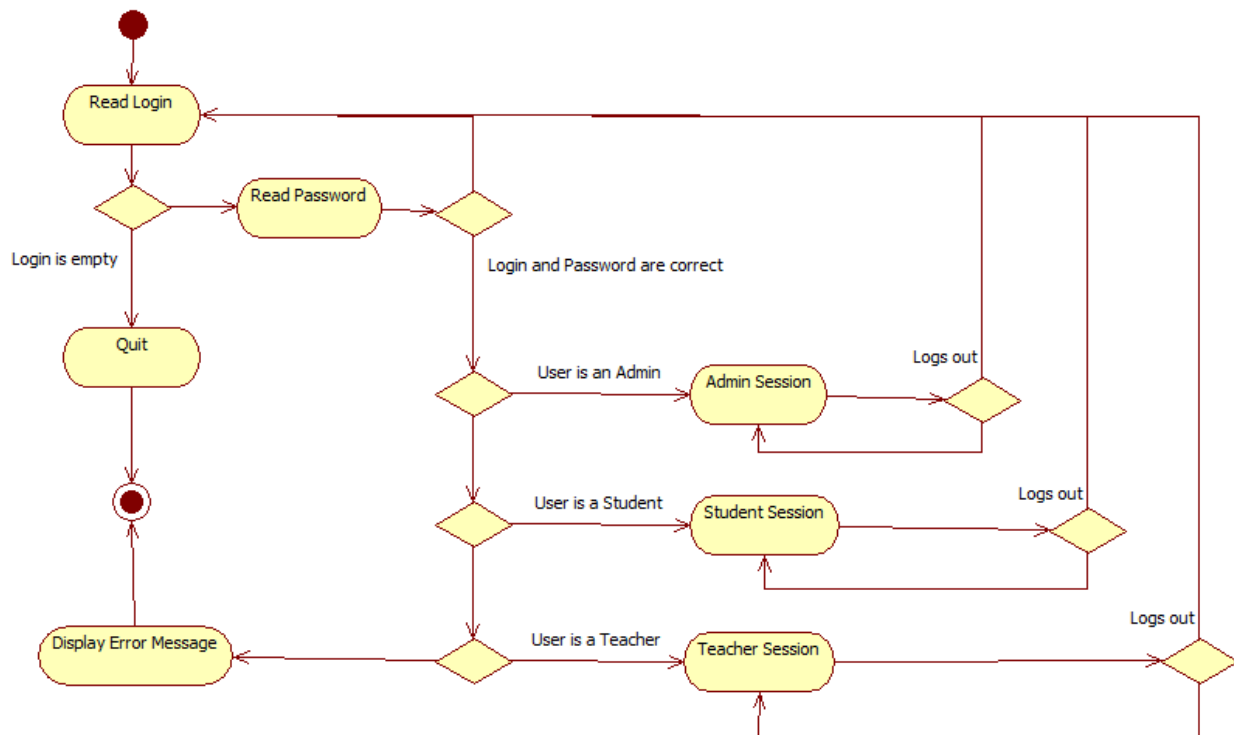 Read Login
Read Password
Login is empty
Login and Password are correct
Quit
User is an Admin
Admin Session
Logs out
User is a Student
Student Session
Logs out
Display Error Message
User is a Teacher
Teacher Session
Logs out